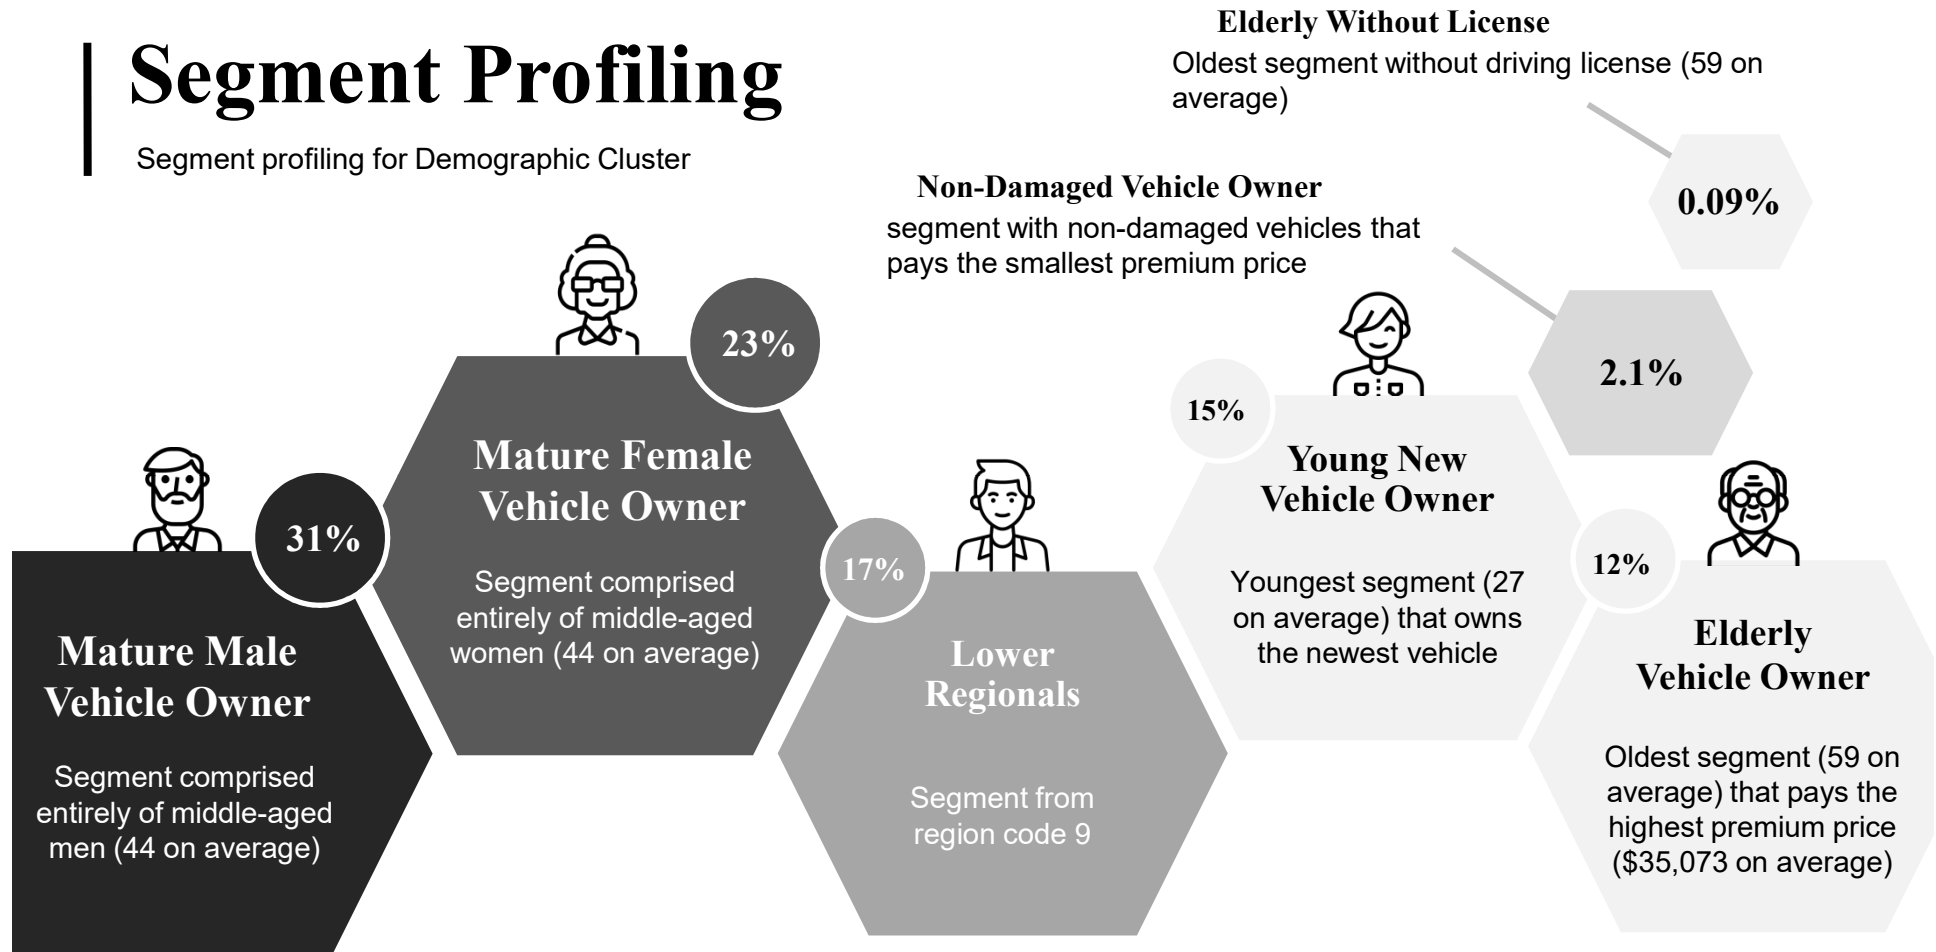 Segment Profiling
Segment profiling for Demographic Cluster
Elderly Without License
Oldest segment without driving license (59 on
average)
0.09%
Non-Damaged Vehicle Owner
segment with non-damaged vehicles that
pays the smallest premium price
2.1%
31%
Mature Male
Vehicle Owner
Segment comprised
entirely of middle-aged
men (44 on average)
23%
Mature Female
Vehicle Owner
Segment comprised
entirely of middle-aged
women (44 on average)
17%
Lower
Regionals
Segment from
region code 9
15%
Young New
Vehicle Owner
Youngest segment (27
on average) that owns
the newest vehicle
12%
Elderly
Vehicle Owner
Oldest segment (59 on
average) that pays the
highest premium price
($35,073 on average)